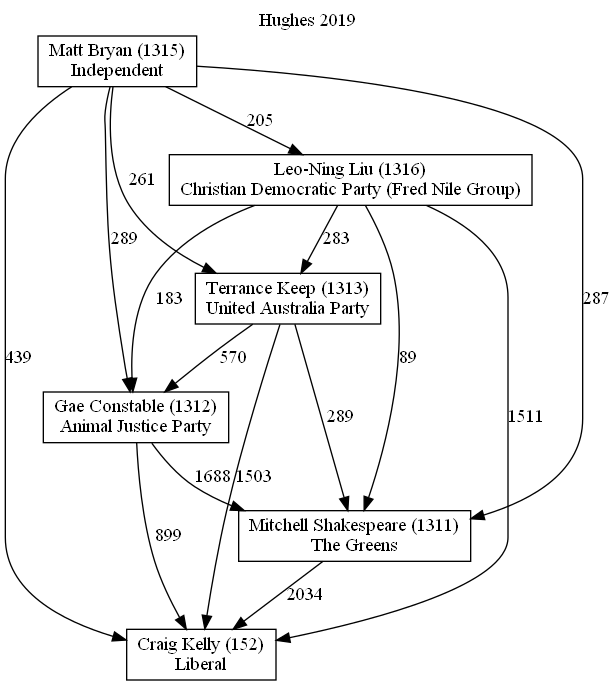 Hughes 2019
Matt Bryan (1315)
Independent
205
Leo-Ning Liu (1316)
Christian Democratic Party (Fred Nile Group)
261
289
283
Terrance Keep (1313)
United Australia Party
183
287
439
570
89
Gae Constable (1312)
Animal Justice Party
289
1511
1688
1503
Mitchell Shakespeare (1311)
The Greens
899
2034
Craig Kelly (152)
Liberal